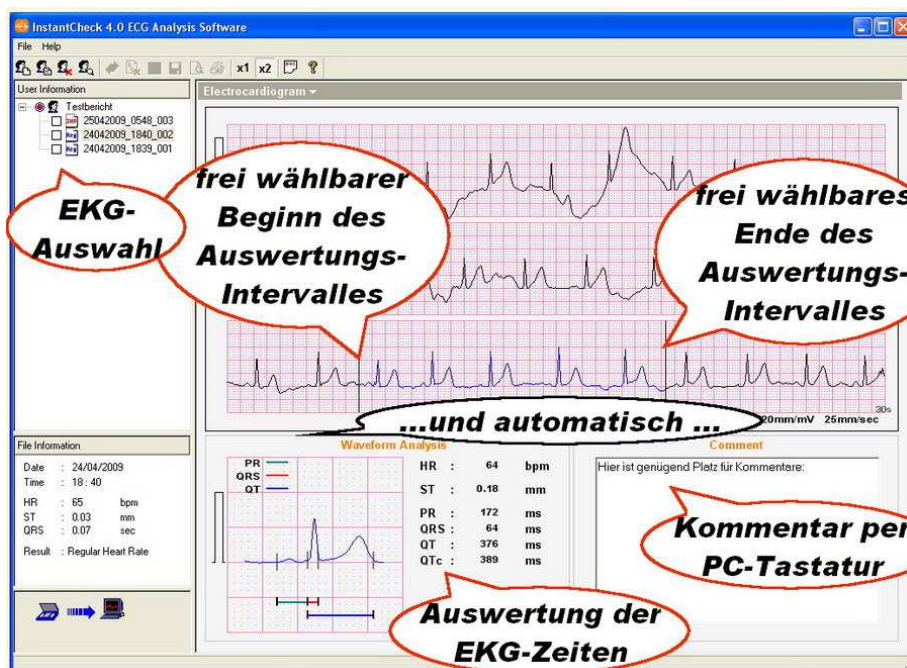 InstantCheck 4.0 ECG Analysis Software
File Help
x1 x2 ?
User Information
Testbericht
25042009_0548_003
24042009_1840_002
24042009_1839_001
EKG-
Auswahl
Electrocardiogram
frei wählbarer
Beginn des
Auswertungs-
Intervalles
frei wählbares
Ende des
Auswertungs-
Intervalles
30s
20mm/mV 25mm/sec
...und automatisch ...
File Information
Date : 24/04/2009
Time : 18 : 40
HR : 65 bpm
ST : 0.03 mm
QRS : 0.07 sec
Result : Regular Heart Rate
Waveform Analysis
PR
QRS
QT
HR : 64 bpm
ST : 0.18 mm
PR : 172 ms
QRS : 64 ms
QT : 376 ms
QTc : 389 ms
Auswertung der
EKG-Zeiten
Comment
Hier ist genügend Platz für Kommentare:
Kommentar per
PC-Tastatur